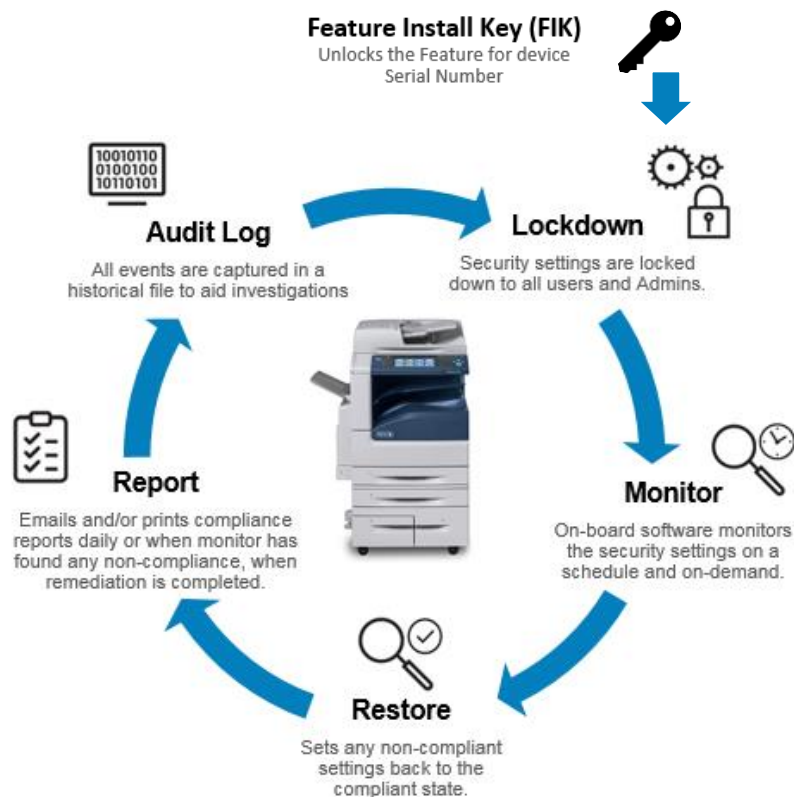 Feature Install Key (FIK)
Unlocks the Feature for device
Serial Number
10010110
0100100
10110101
Audit Log
All events are captured in a
historical file to aid investigations
Lockdown
Security settings are locked
down to all users and Admins.
Monitor
On-board software monitors
the security settings on a
schedule and on-demand.
Restore
Sets any non-compliant
settings back to the
compliant state.
Report
Emails and/or prints compliance
reports daily or when monitor has
found any non-compliance, when
remediation is completed.